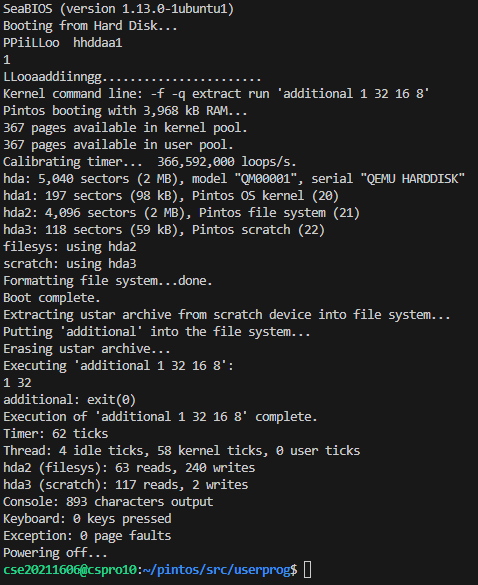 SeaBIOS (version 1.13.0-1ubuntu1)
Booting from Hard Disk...
PPiiLLoo  hhddaa1
1
LLooaaddiinngg......................
Kernel command line: -f -q extract run 'additional 1 32 16 8'
Pintos booting with 3,968 kB RAM...
367 pages available in kernel pool.
367 pages available in user pool.
Calibrating timer...  366,592,000 loops/s.
hda: 5,040 sectors (2 MB), model "QM00001", serial "QEMU HARDDISK"
hda1: 197 sectors (98 kB), Pintos OS kernel (20)
hda2: 4,096 sectors (2 MB), Pintos file system (21)
hda3: 118 sectors (59 kB), Pintos scratch (22)
filesys: using hda2
scratch: using hda3
Formatting file system...done.
Boot complete.
Extracting ustar archive from scratch device into file system...
Putting 'additional' into the file system...
Erasing ustar archive...
Executing 'additional 1 32 16 8':
1 32
additional: exit(0)
Execution of 'additional 1 32 16 8' complete.
Timer: 62 ticks
Thread: 4 idle ticks, 58 kernel ticks, 0 user ticks
hda2 (filesys): 63 reads, 240 writes
hda3 (scratch): 117 reads, 2 writes
Console: 893 characters output
Keyboard: 0 keys pressed
Exception: 0 page faults
Powering off...
cse20211606@cspro10:~/pintos/src/userprog$